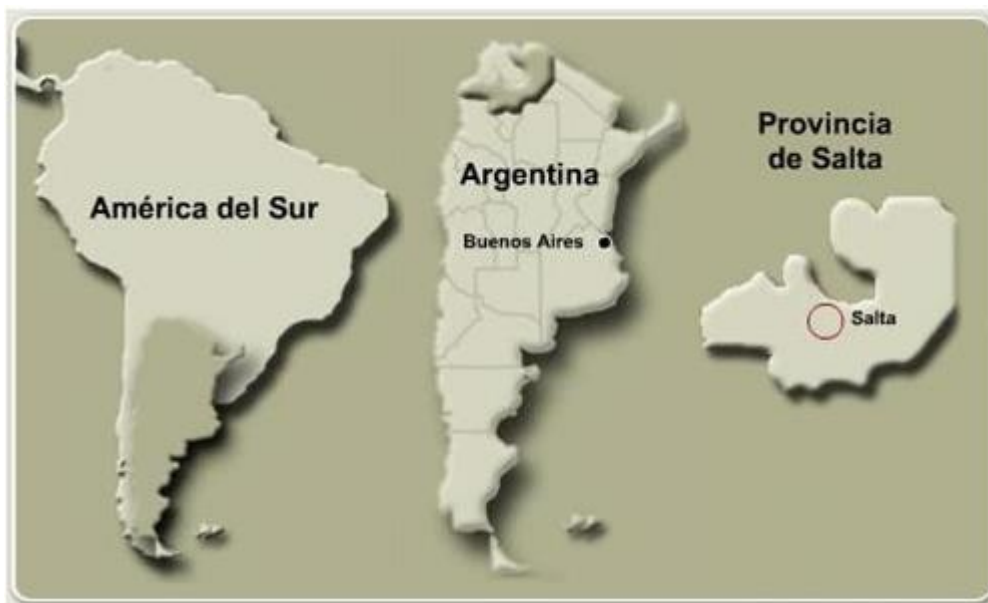 América del Sur
Argentina
Buenos Aires
Provincia
de Salta
Salta